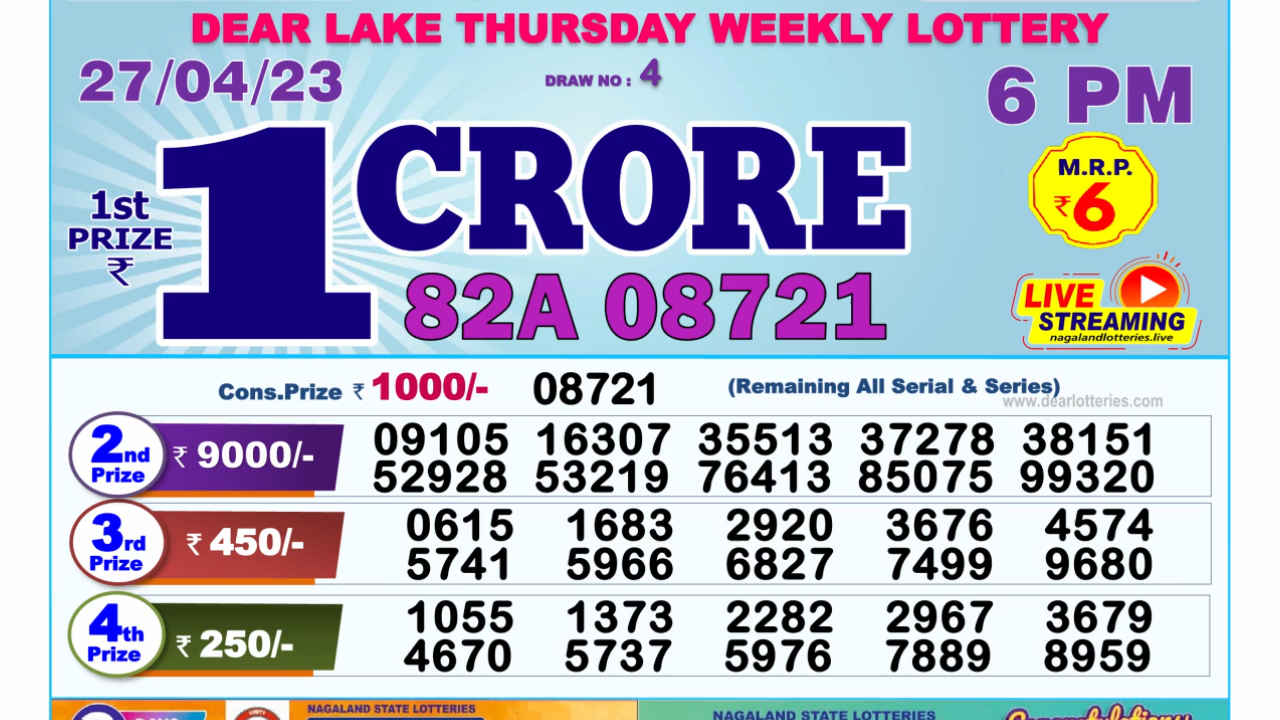 DEAR LAKE THURSDAY WEEKLY LOTTERY
27/04/23
DRAW NO : 4
6 PM
1st
PRIZE
₹
1 CRORE
M.R.P.
₹6
82A 08721
LIVE
STREAMING
nagalandlotteries.live
Cons.Prize ₹ 1000/- 08721 (Remaining All Serial & Series)
www.dearlotteries.com
2nd
Prize
₹ 9000/-
09105 16307 35513 37278 38151
52928 53219 76413 85075 99320
3rd
Prize
₹ 450/-
0615 1683 2920 3676 4574
5741 5966 6827 7499 9680
4th
Prize
₹ 250/-
1055 1373 2282 2967 3679
4670 5737 5976 7889 8959
NAGALAND STATE LOTTERIES
NAGALAND STATE LOTTERIES